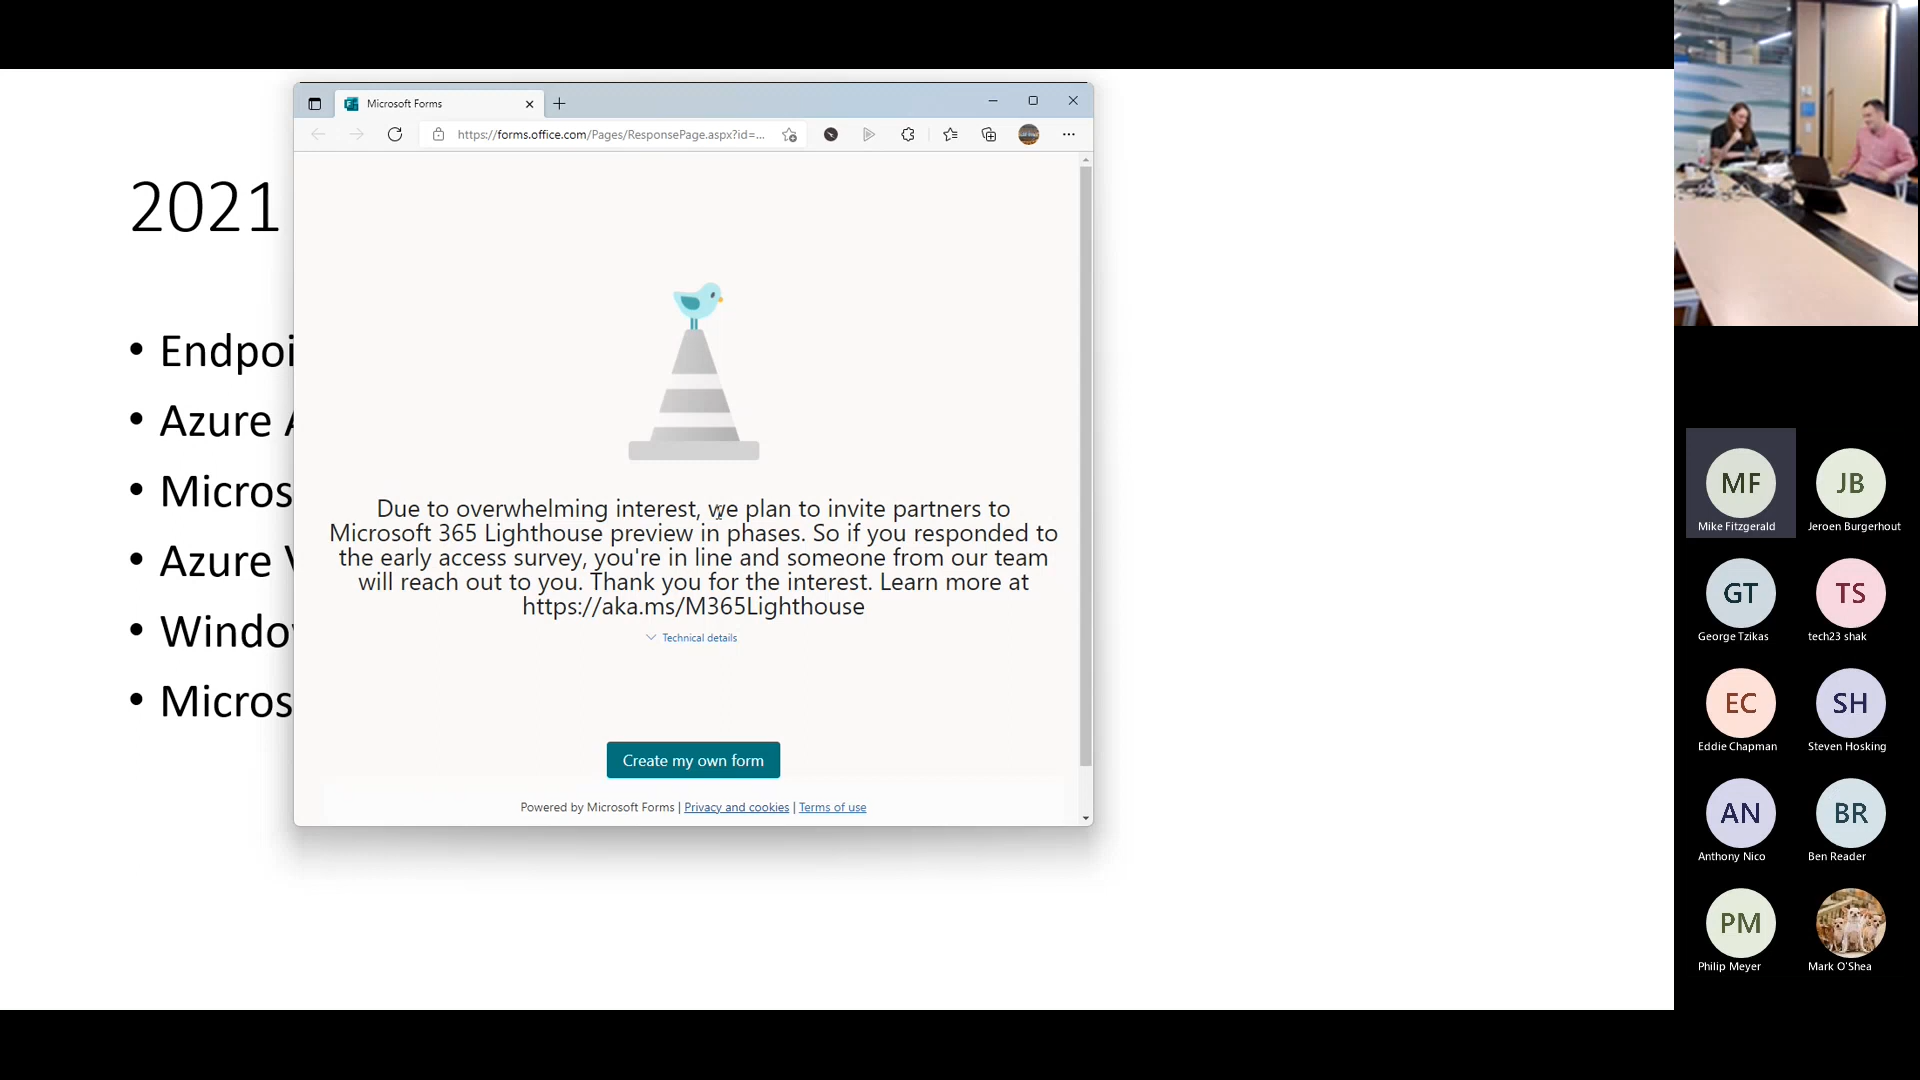 Microsoft Forms
https://forms.office.com/Pages/ResponsePage.aspx?id=...
2021
• Endpoi
• Azure A
• Micros
• Azure V
• Windo
• Micros
Due to overwhelming interest, we plan to invite partners to
Microsoft 365 Lighthouse preview in phases. So if you responded to
the early access survey, you're in line and someone from our team
will reach out to you. Thank you for the interest. Learn more at
https://aka.ms/M365Lighthouse
Technical details
Create my own form
Powered by Microsoft Forms | Privacy and cookies | Terms of use
MF
Mike Fitzgerald
JB
Jeroen Burgerhout
GT
George Tzikas
TS
tech23 shak
EC
Eddie Chapman
SH
Steven Hosking
AN
Anthony Nico
BR
Ben Reader
PM
Philip Meyer
Mark O'Shea